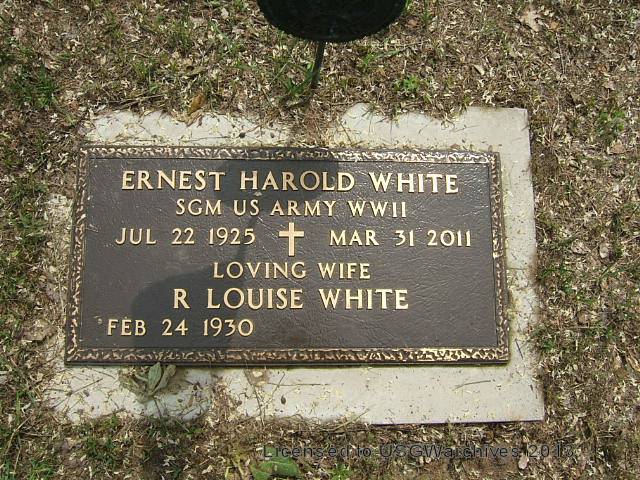 ERNEST HAROLD WHITE
SGM US ARMY WWII
JUL 22 1925 MAR 31 2011
LOVING WIFE
R LOUISE WHITE
FEB 24 1930
Licensed to USGWarchives 2013